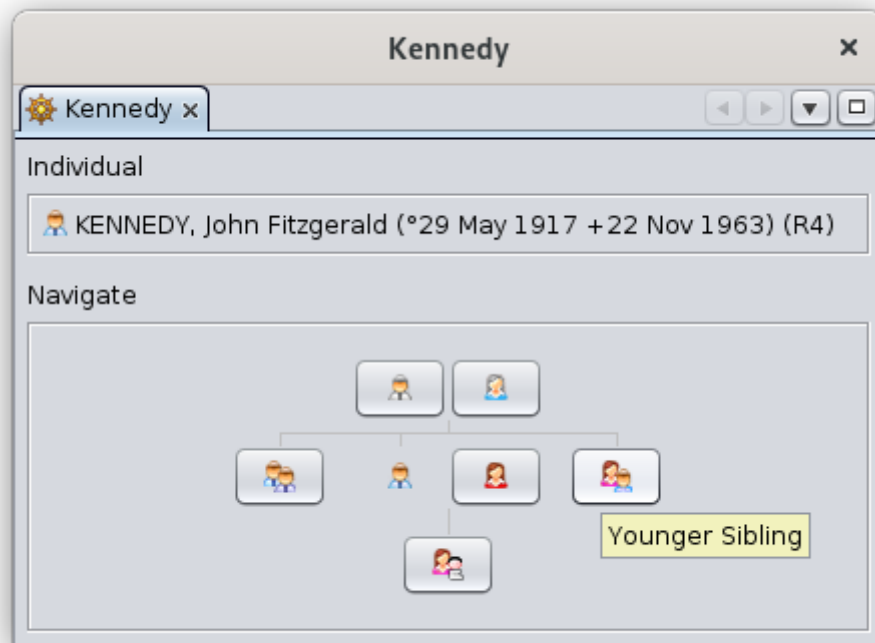 Kennedy
Kennedy
Individual
KENNEDY, John Fitzgerald (°29 May 1917 +22 Nov 1963) (R4)
Navigate
Younger Sibling